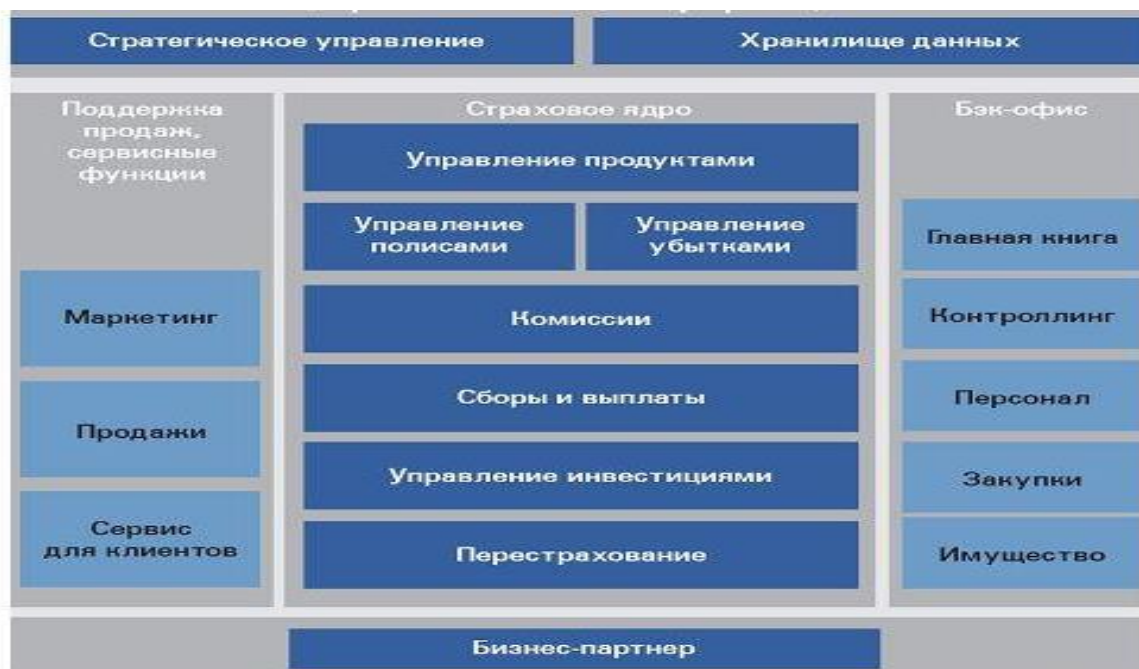 Стратегическое управление
Хранилище данных
Поддержка
продаж,
сервисные
функции
Маркетинг
Продажи
Сервис
для клиентов
Страховое ядро
Управление продуктами
Управление
полисами
Управление
убытками
Комиссии
Сборы и выплаты
Управление инвестициями
Перестрахование
Бэк-офис
Главная книга
Контроллинг
Персонал
Закупки
Имущество
Бизнес-партнер